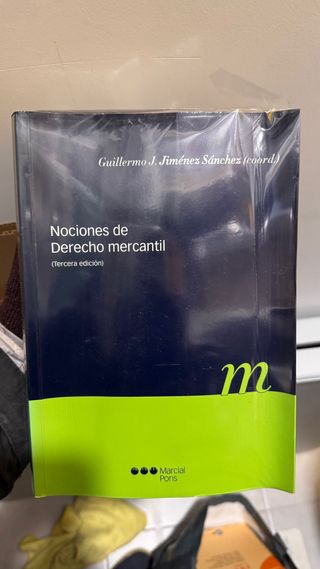 Guillermo J. Jiménez Sánchez (coord.)
Nociones de
Derecho mercantil
(Tercera edición)
m
Marcial
Pons